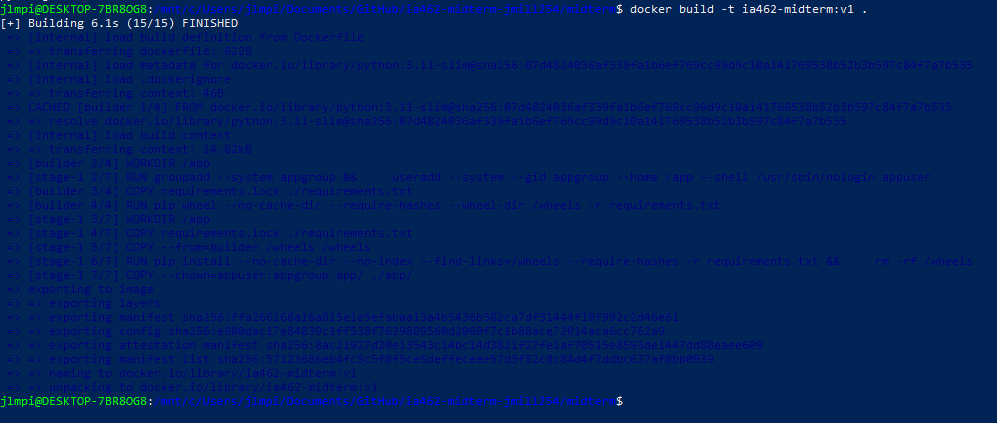 jimpi@DESKTOP-7BR8OG8:/mnt/c/Users/jimpi/Documents/GitHub/ia462-midterm-jmill294/midterm$ docker build -t ia462-midterm:v1 .
[+] Building 6.1s (15/15) FINISHED
=> [internal] load build definition from Dockerfile
=> => transferring dockerfile: 922B
=> [internal] load metadata for docker.io/library/python:3.11-slim@sha256:07d4824036af339fa1b6ef769cc99d9c10a141769538b52b3b597c84f7a7b535
=> [internal] load .dockerignore
=> => transferring context: 46B
=> CACHED [builder 1/4] FROM docker.io/library/python:3.11-slim@sha256:07d4824036af339fa1b6ef769cc99d9c10a141769538b52b3b597c84f7a7b535
=> => resolve docker.io/library/python:3.11-slim@sha256:07d4824036af339fa1b6ef769cc99d9c10a141769538b52b3b597c84f7a7b535
=> [internal] load build context
=> => transferring context: 14.82kB
=> [builder 2/4] WORKDIR /app
=> [stage-1 2/7] RUN groupadd --system appgroup &&     useradd --system --gid appgroup --home /app --shell /usr/sbin/nologin appuser
=> [builder 3/4] COPY requirements.lock ./requirements.txt
=> [builder 4/4] RUN pip wheel --no-cache-dir --require-hashes --wheel-dir /wheels -r requirements.txt
=> [stage-1 3/7] WORKDIR /app
=> [stage-1 4/7] COPY requirements.lock ./requirements.txt
=> [stage-1 5/7] COPY --from=builder /wheels /wheels
=> [stage-1 6/7] RUN pip install --no-cache-dir --no-index --find-links=/wheels --require-hashes -r requirements.txt &&     rm -rf /wheels
=> [stage-1 7/7] COPY --chown=appuser:appgroup app/ ./app/
=> exporting to image
=> => exporting layers
=> => exporting manifest sha256:ffa266168a16a815e1e5efabaa13a4b5436b382ca7df31444f18f992c2d46e61
=> => exporting config sha256:e980dac17e84839c1ff538f7629889560d2060f7c1b88ace72014aca6cc762a9
=> => exporting attestation manifest sha256:8ac21927d20e13543c14bc14d3821f27fe1af70515e8593de1447dd88eaee609
=> => exporting manifest list sha256:57123686eb4fc5c5f0f5ce6deffeceee57d3f52c0c84d4f7ddbc637af0bb0939
=> => naming to docker.io/library/ia462-midterm:v1
=> => unpacking to docker.io/library/ia462-midterm:v1
jimpi@DESKTOP-7BR8OG8:/mnt/c/Users/jimpi/Documents/GitHub/ia462-midterm-jmill294/midterm$